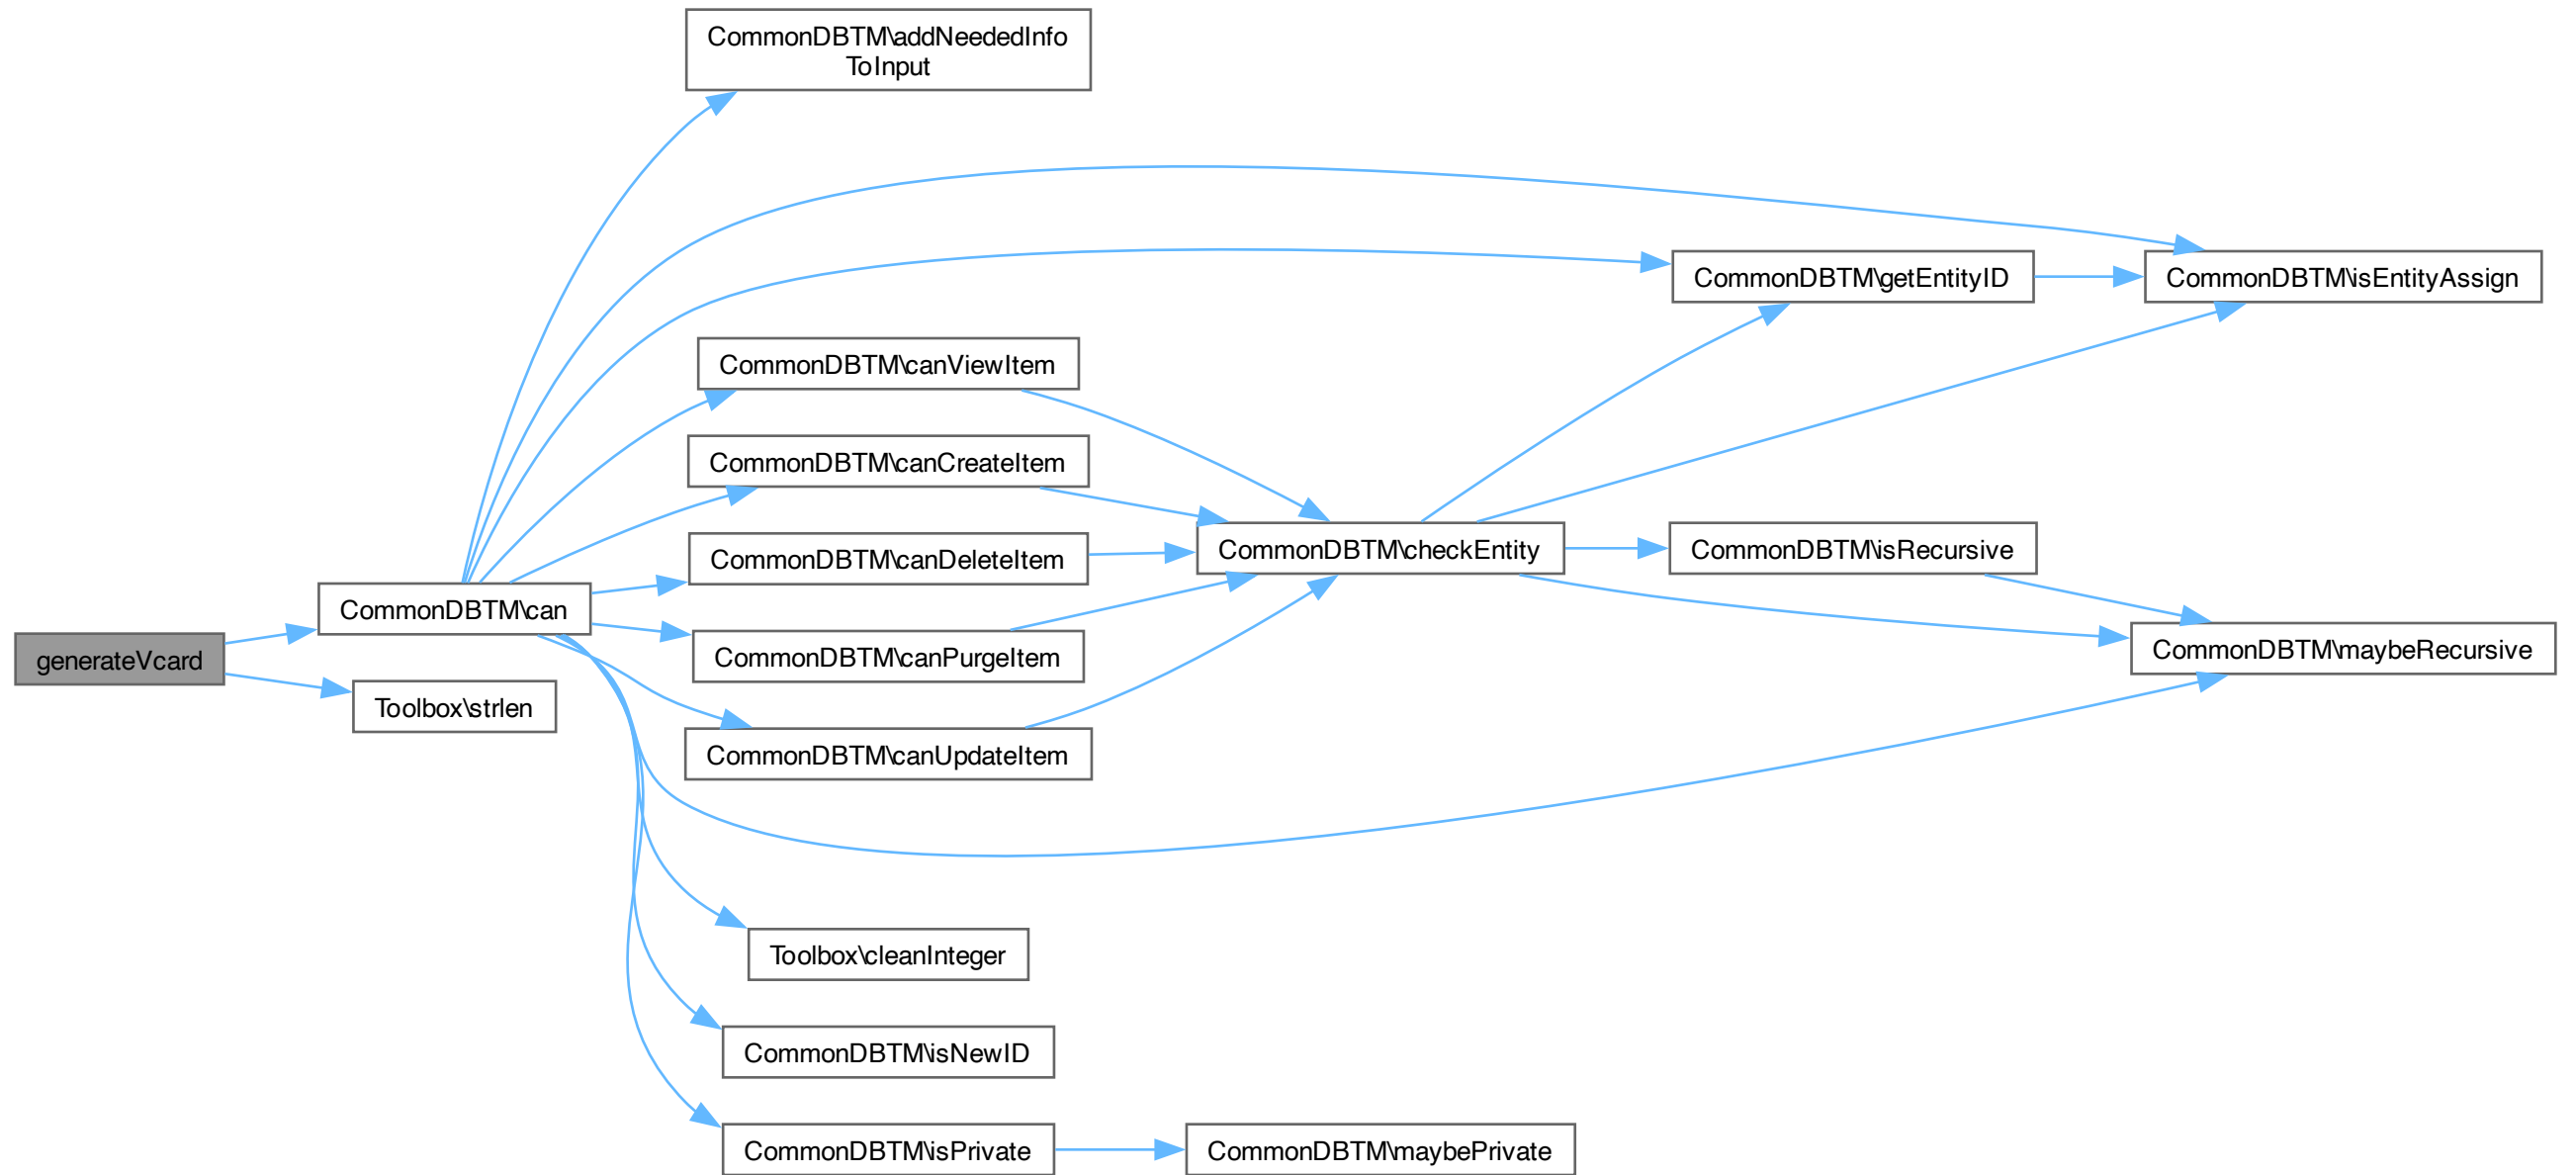 CommonDBTM\addNeededInfo
ToInput
CommonDBTM\getEntityID
CommonDBTM\isEntityAssign
CommonDBTM\canViewItem
CommonDBTM\canCreateItem
CommonDBTM\canDeleteItem
CommonDBTM\checkEntity
CommonDBTM\isRecursive
CommonDBTM\can
generateVcard
CommonDBTM\canPurgeItem
CommonDBTM\maybeRecursive
Toolbox\strlen
CommonDBTM\canUpdateItem
Toolbox\cleanInteger
CommonDBTM\isNewID
CommonDBTM\isPrivate
CommonDBTM\maybePrivate